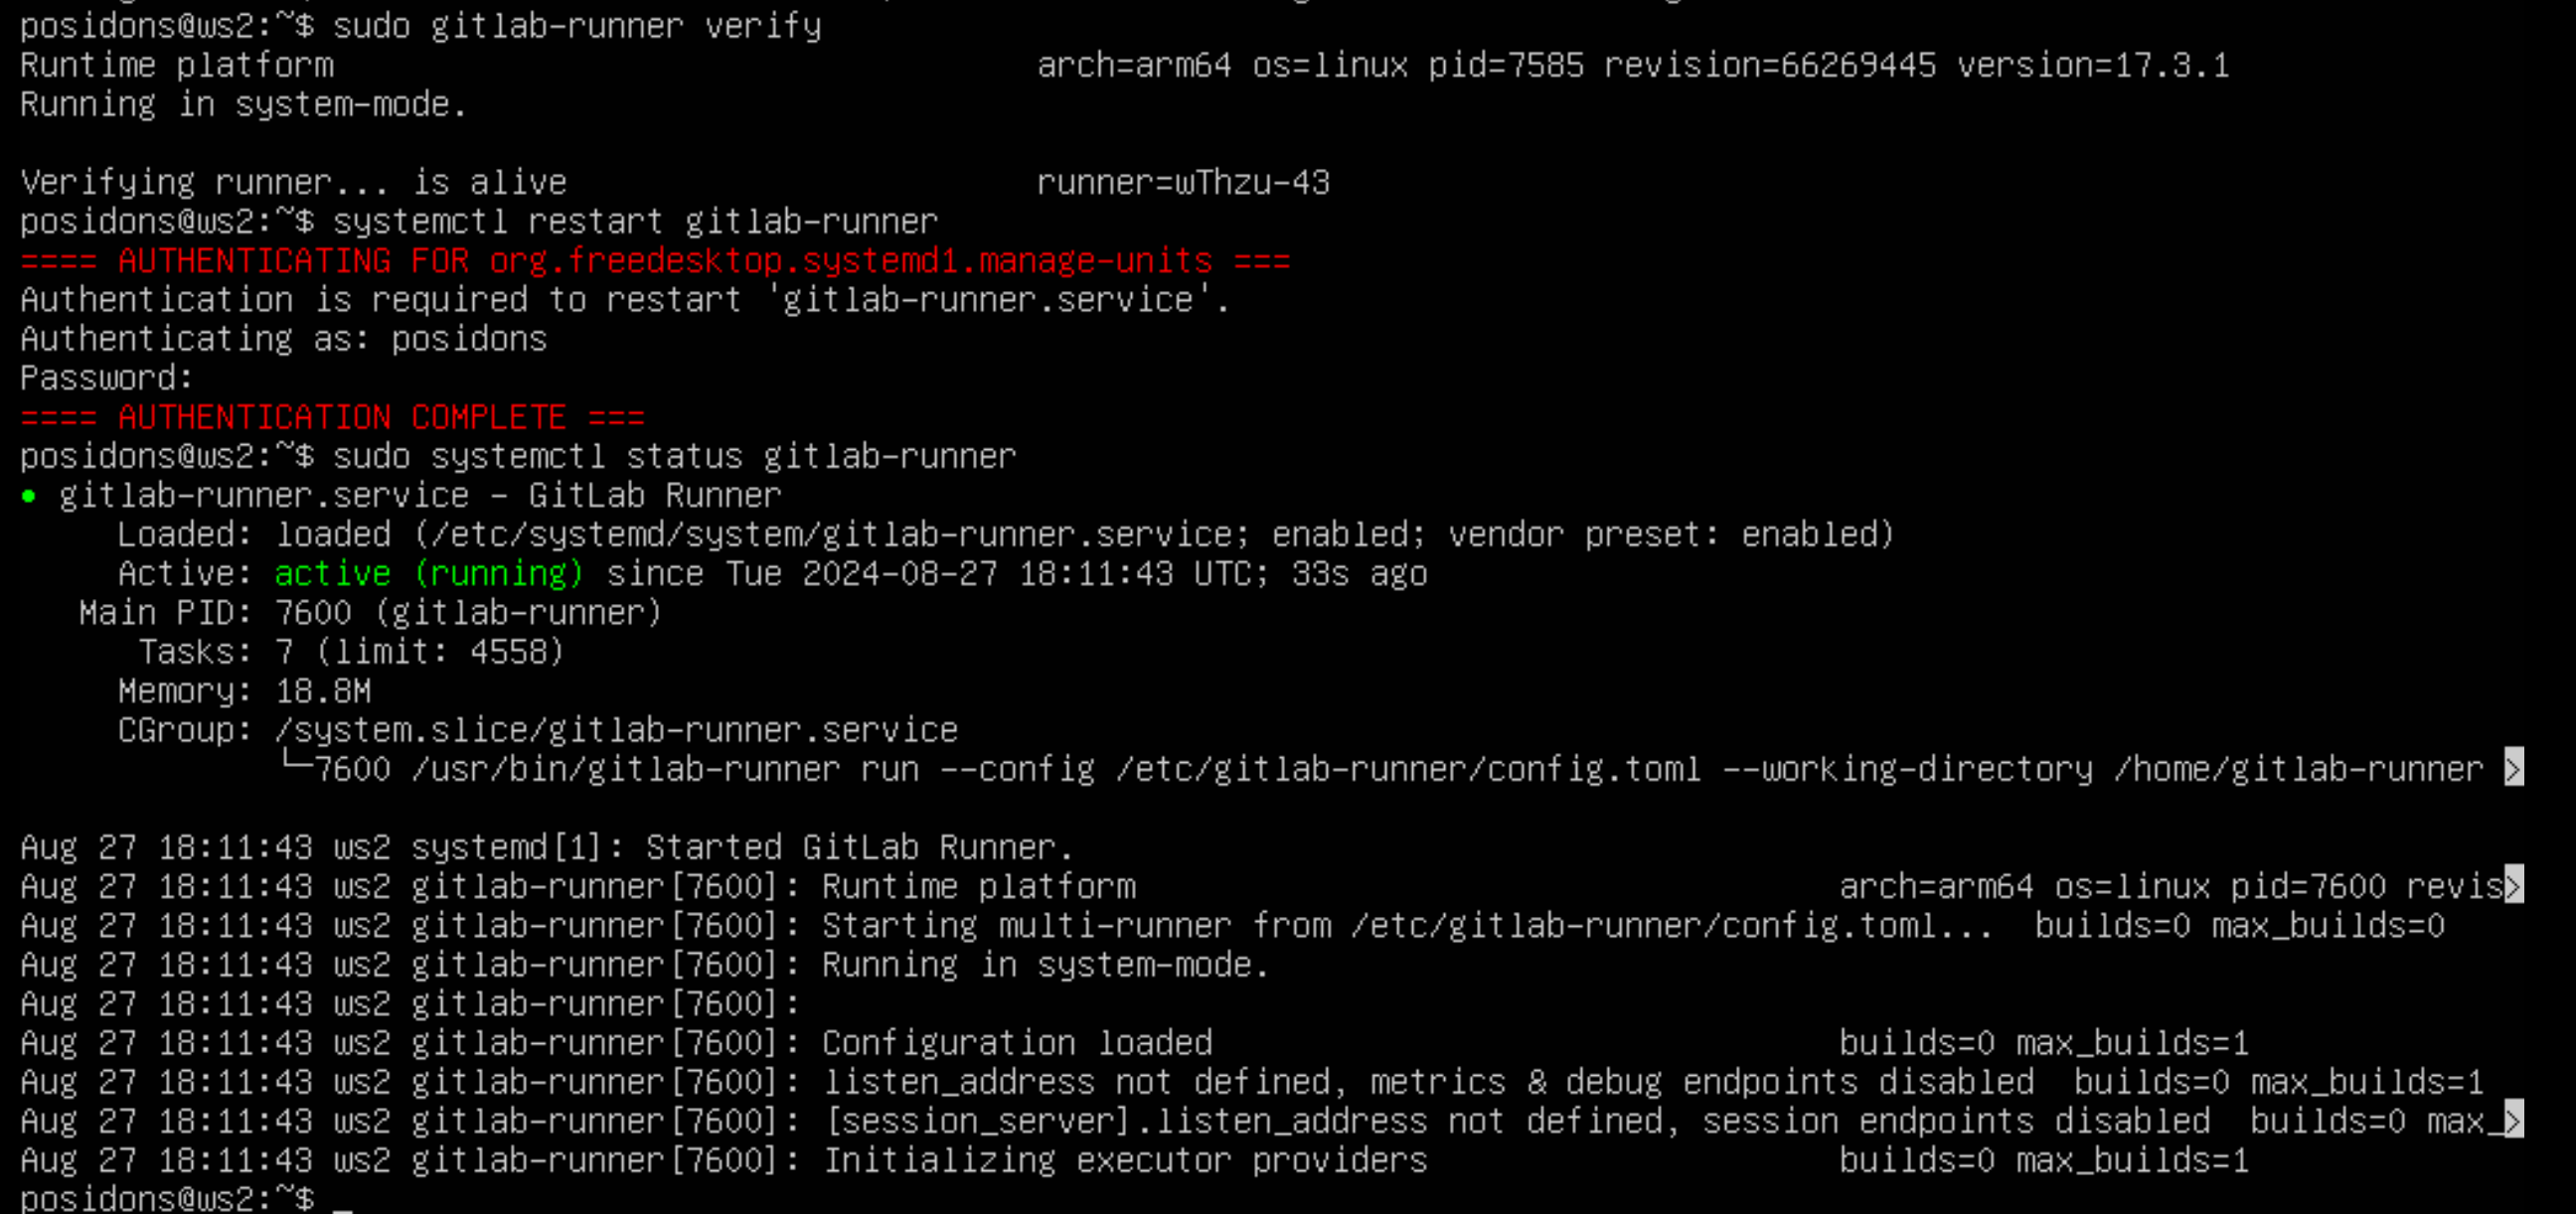 posidons@ws2:~$ sudo gitlab-runner verify
Runtime platform                                    arch=arm64 os=linux pid=7585 revision=66269445 version=17.3.1
Running in system-mode.

Verifying runner... is alive                        runner=wThzu-43
posidons@ws2:~$ systemctl restart gitlab-runner
==== AUTHENTICATING FOR org.freedesktop.systemd1.manage-units ===
Authentication is required to restart 'gitlab-runner.service'.
Authenticating as: posidons
Password:
==== AUTHENTICATION COMPLETE ===
posidons@ws2:~$ sudo systemctl status gitlab-runner
● gitlab-runner.service - GitLab Runner
     Loaded: loaded (/etc/systemd/system/gitlab-runner.service; enabled; vendor preset: enabled)
     Active: active (running) since Tue 2024-08-27 18:11:43 UTC; 33s ago
   Main PID: 7600 (gitlab-runner)
      Tasks: 7 (limit: 4558)
     Memory: 18.8M
     CGroup: /system.slice/gitlab-runner.service
             └─7600 /usr/bin/gitlab-runner run --config /etc/gitlab-runner/config.toml --working-directory /home/gitlab-runner >

Aug 27 18:11:43 ws2 systemd[1]: Started GitLab Runner.
Aug 27 18:11:43 ws2 gitlab-runner[7600]: Runtime platform                                    arch=arm64 os=linux pid=7600 revis>
Aug 27 18:11:43 ws2 gitlab-runner[7600]: Starting multi-runner from /etc/gitlab-runner/config.toml...  builds=0 max_builds=0
Aug 27 18:11:43 ws2 gitlab-runner[7600]: Running in system-mode.
Aug 27 18:11:43 ws2 gitlab-runner[7600]:
Aug 27 18:11:43 ws2 gitlab-runner[7600]: Configuration loaded                                builds=0 max_builds=1
Aug 27 18:11:43 ws2 gitlab-runner[7600]: listen_address not defined, metrics & debug endpoints disabled  builds=0 max_builds=1
Aug 27 18:11:43 ws2 gitlab-runner[7600]: [session_server].listen_address not defined, session endpoints disabled  builds=0 max_>
Aug 27 18:11:43 ws2 gitlab-runner[7600]: Initializing executor providers                     builds=0 max_builds=1
posidons@ws2:~$ _